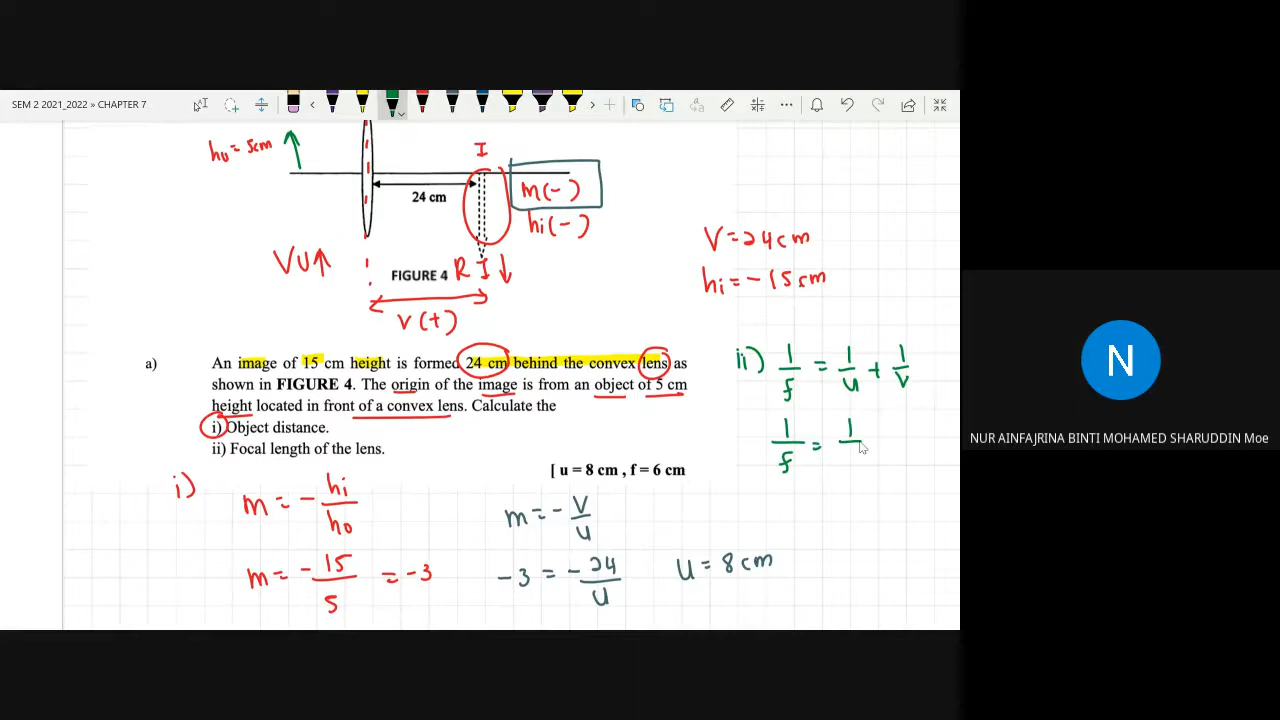 SEM 2 2021_2022 » CHAPTER 7
ho = 5cm
I
24 cm
m(-)
hi(-)
VU↑
FIGURE 4 R I ↓
v(+)
V = 24 cm
hi = - 15 cm
a) An image of 15 cm height is formed 24 cm behind the convex lens as
shown in FIGURE 4. The origin of the image is from an object of 5 cm
height located in front of a convex lens. Calculate the
i) Object distance.
ii) Focal length of the lens.
[ u = 8 cm , f = 6 cm
i) m = - hi/ho
m = - 15/5 = -3
m = - v/u
-3 = - 24/u
u = 8 cm
ii) 1/f = 1/u + 1/v
1/f = 1
N
NUR AINFAJRINA BINTI MOHAMED SHARUDDIN Moe